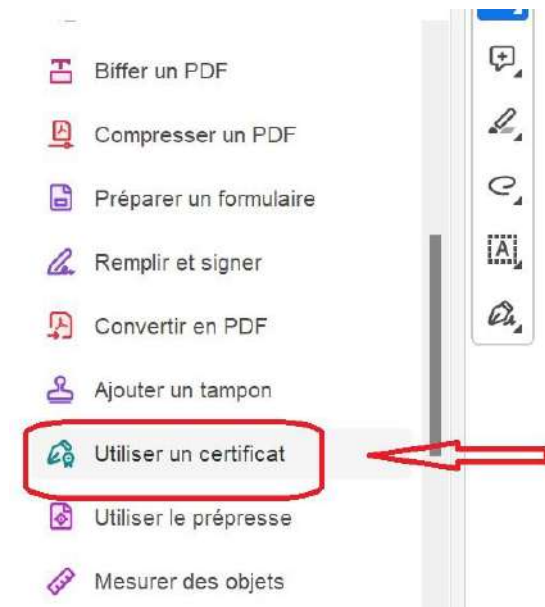 Biffer un PDF
Compresser un PDF
Préparer un formulaire
Remplir et signer
Convertir en PDF
Ajouter un tampon
Utiliser un certificat
Utiliser le prépresse
Mesurer des objets
A